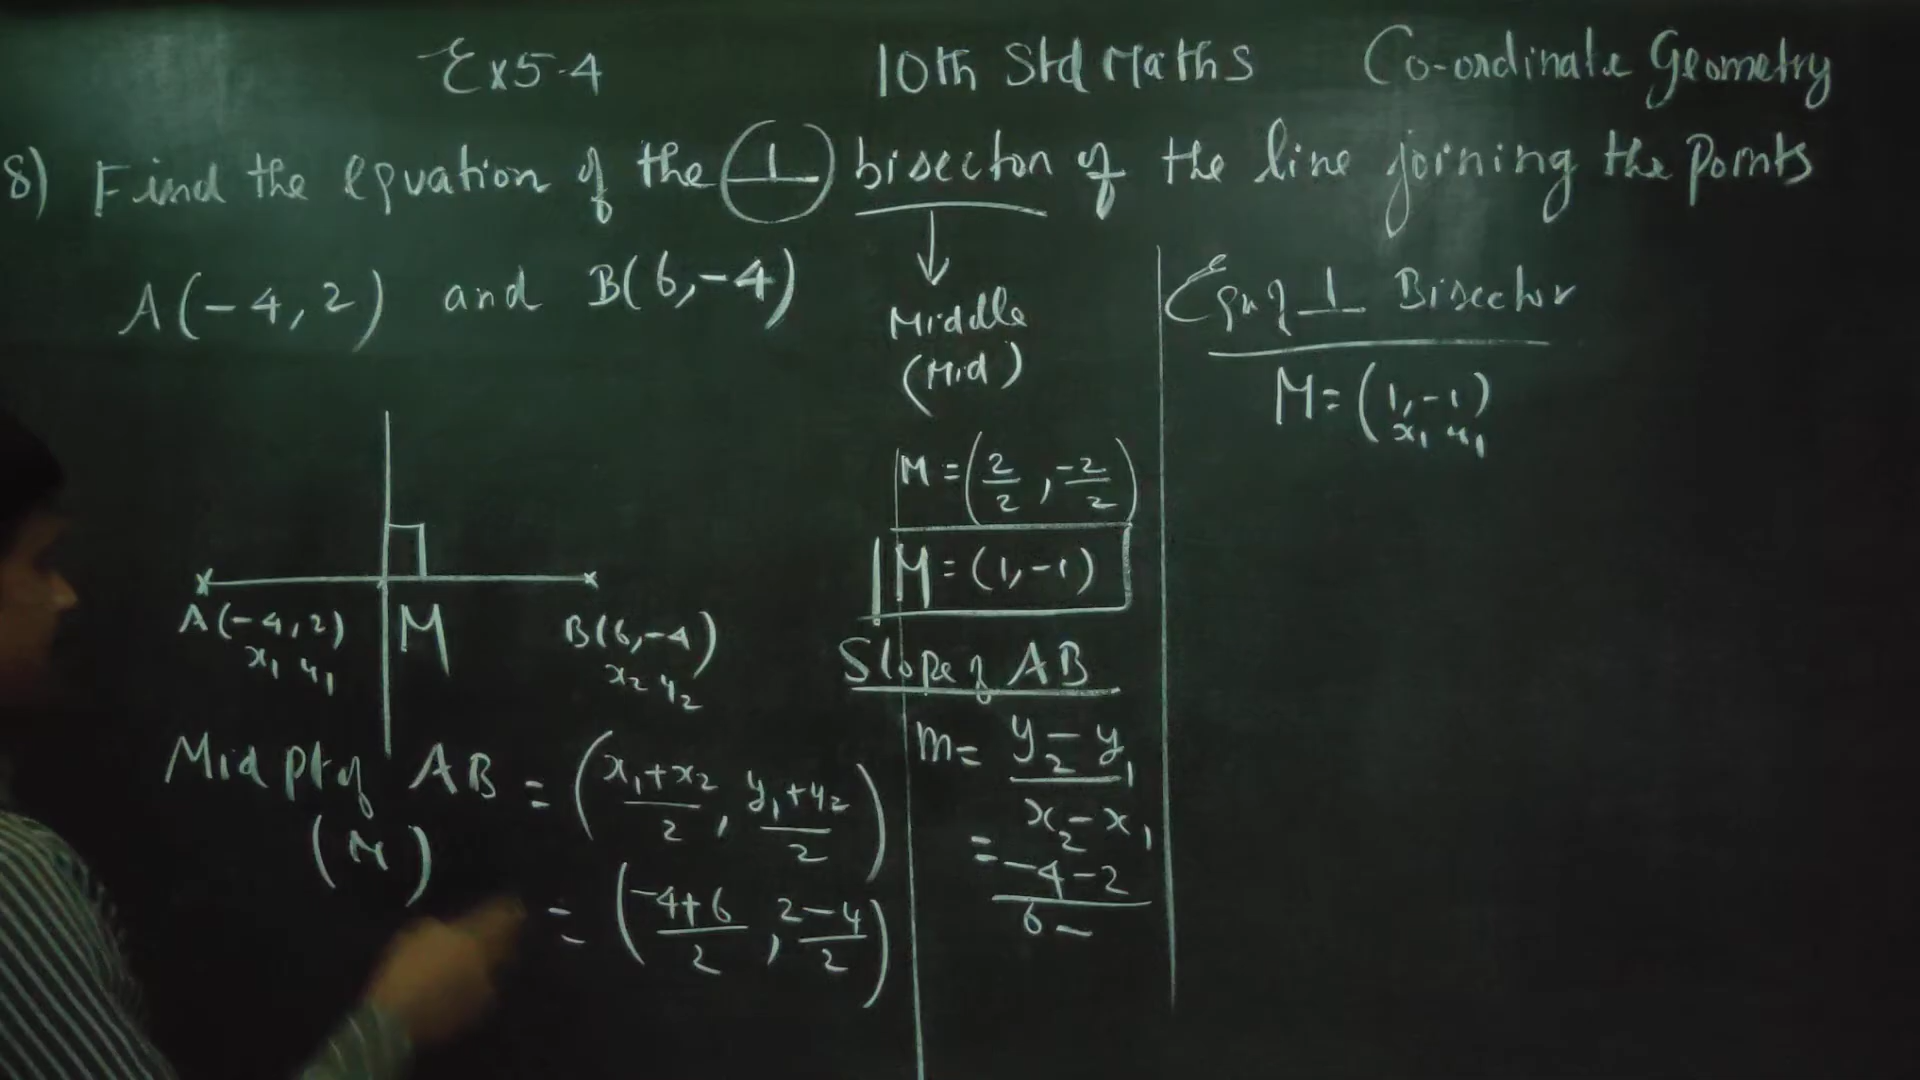 Ex 5.4 10th Std Maths Co-ordinate Geometry
8) Find the equation of the ⊥ bisector of the line joining the points
A(-4, 2) and B(6, -4)
Middle
(Mid)
A(-4, 2)
x₁ y₁
M
B(6, -4)
x₂ y₂
Mid pt of AB = (x₁+x₂/2, y₁+y₂/2)
(M)
= (-4+6/2, 2-4/2)
M = (2/2, -2/2)
M = (1, -1)
Slope of AB
m = y₂ - y₁/x₂ - x₁
= -4-2/6-
Eqn of ⊥ Bisector
M = (1, -1)
x₁ y₁